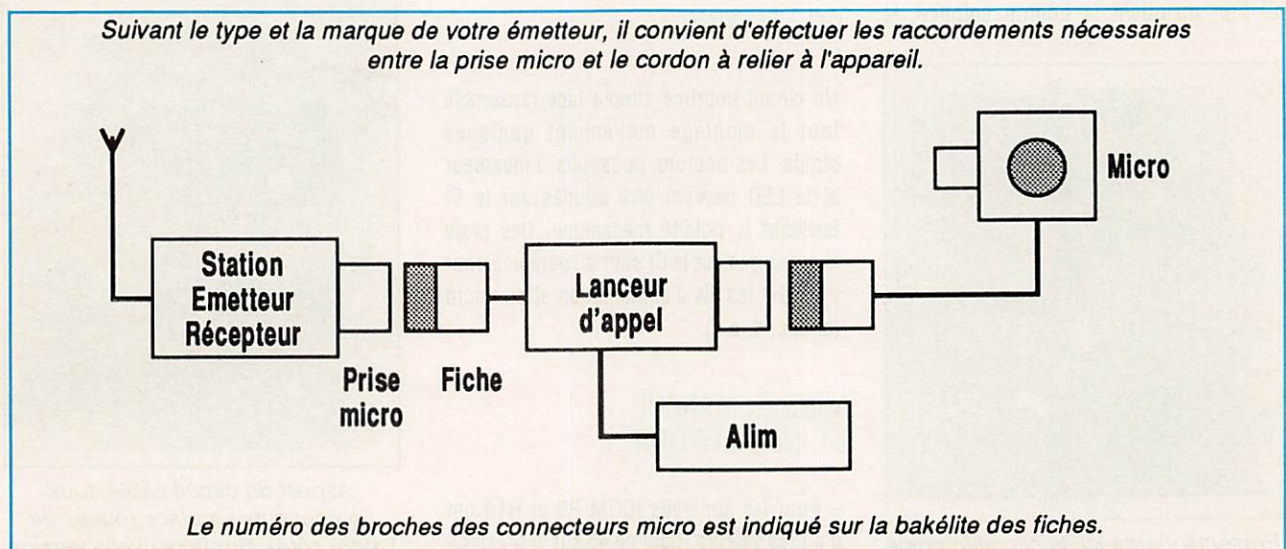 Suivant le type et la marque de votre émetteur, il convient d'effectuer les raccordements nécessaires
entre la prise micro et le cordon à relier à l'appareil.
Micro
Station
Emetteur
Récepteur
Lanceur
d'appel
Prise
micro
Fiche
Alim
Le numéro des broches des connecteurs micro est indiqué sur la bakélite des fiches.